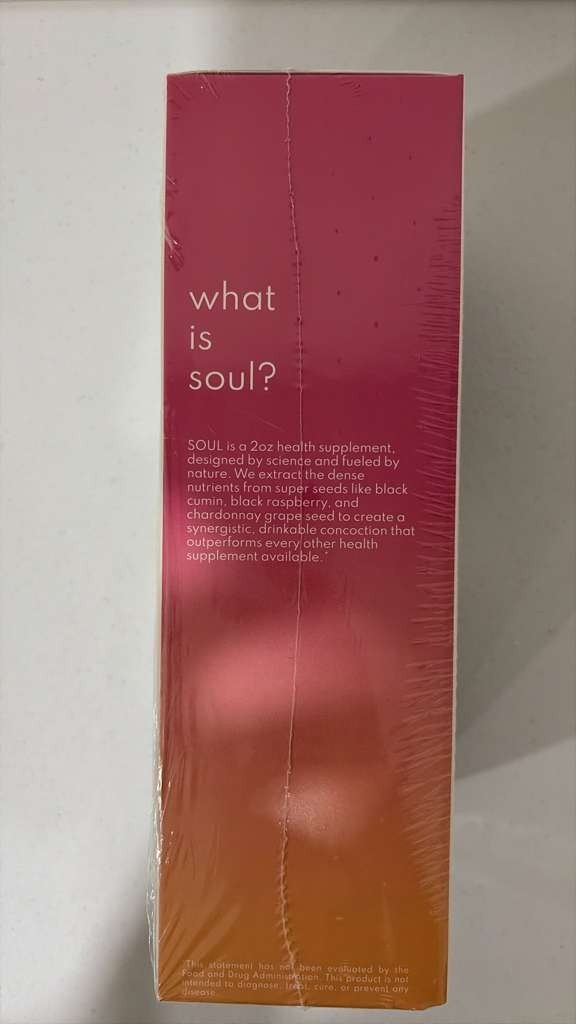 what
is
soul?
SOUL is a 2oz health supplement,
designed by science and fueled by
nature. We extract the dense
nutrients from super seeds like black
cumin, black raspberry, and
chardonnay grape seed to create a
synergistic, drinkable concoction that
outperforms every other health
supplement available.*
*This statement has not been evaluated by the
Food and Drug Administration. This product is not
intended to diagnose, treat, cure, or prevent any
disease.